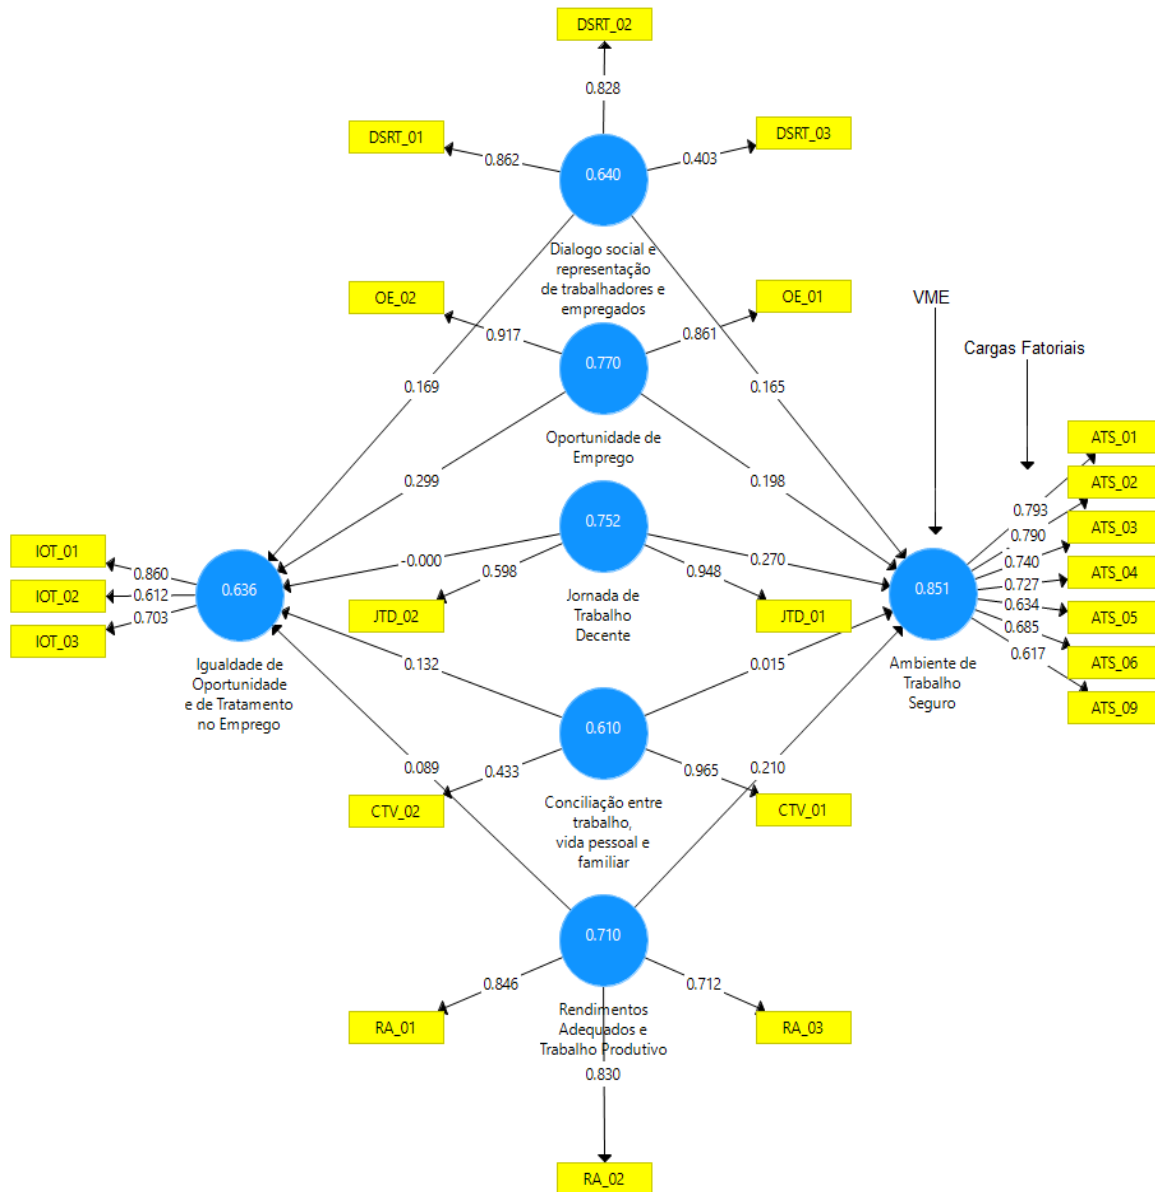 DSRT_02
0.828
DSRT_01
DSRT_03
0.862
0.403
0.640
Dialogo social e
representação
de trabalhadores e
empregados
OE_02
OE_01
VME
0.917
0.861
Cargas Fatoriais
0.770
0.169
0.165
Oportunidade de
Emprego
ATS_01
0.299
0.198
ATS_02
0.793
0.752
ATS_03
0.790
IOT_01
-0.000
0.270
0.740
ATS_04
0.860
0.598
0.948
0.727
0.636
0.851
IOT_02
0.612
0.634
ATS_05
JTD_02
Jornada de
Trabalho
Decente
JTD_01
0.703
0.685
IOT_03
0.617
ATS_06
Igualdade de
Oportunidade
e de Tratamento
no Emprego
0.132
0.015
Ambiente de
Trabalho
Seguro
ATS_09
0.610
0.089
0.433
0.965
0.210
CTV_02
CTV_01
Conciliação entre
trabalho,
vida pessoal e
familiar
0.710
0.846
0.712
RA_01
RA_03
Rendimentos
Adequados e
Trabalho Produtivo
0.830
RA_02